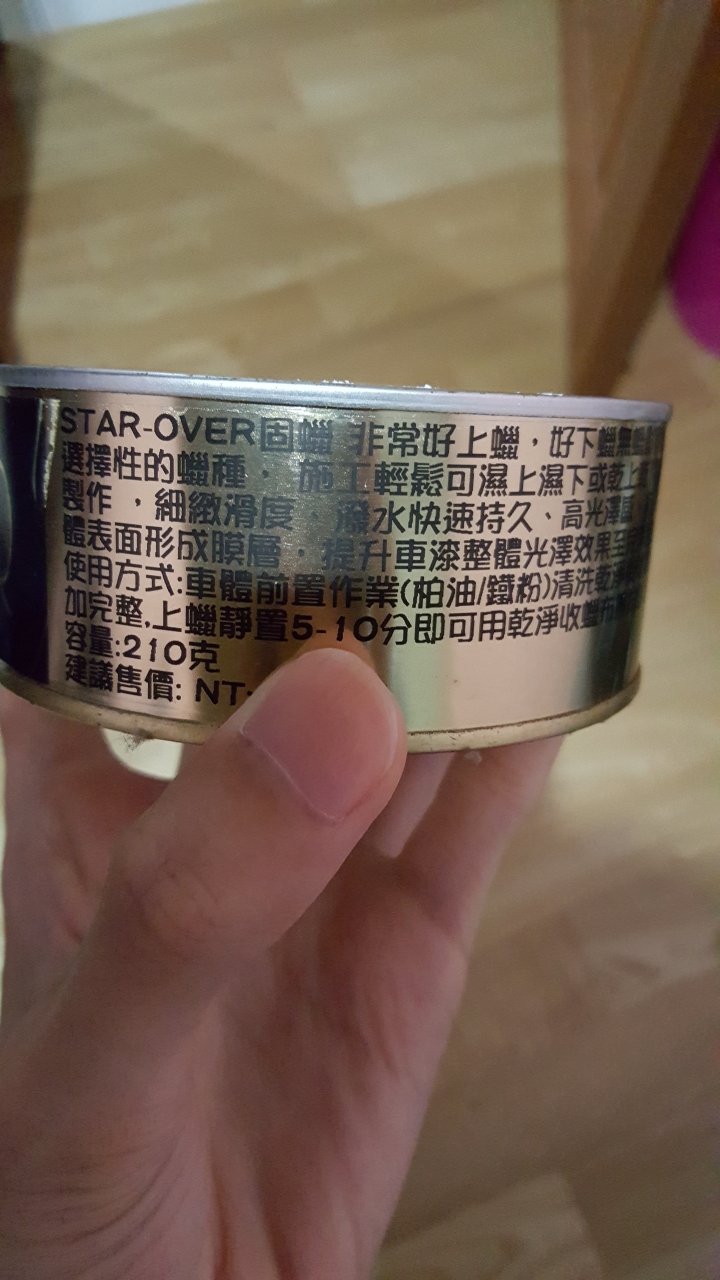 STAR-OVER固蠟 非常好上蠟，好下蠟無蠟
選擇性的蠟種， 施工輕鬆可濕上濕下或乾上
製作，細緻滑度、潑水快速持久、高光澤
體表面形成膜層，提升車漆整體光澤效果至
使用方式:車體前置作業(柏油/鐵粉)清洗乾淨
加完整,上蠟靜置5-10分即可用乾淨收蠟布
容量:210克
建議售價: NT: